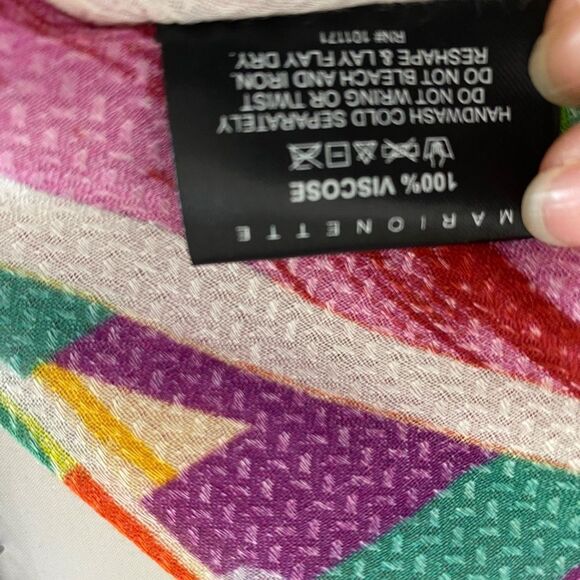 MARIONETTE
100% VISCOSE
HANDWASH COLD SEPARATELY
DO NOT WRING OR TWIST
DO NOT BLEACH AND IRON.
RESHAPE & LAY FLAY DRY.
RN# 101171